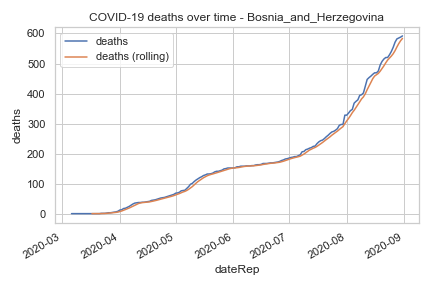 COVID-19 deaths over time - Bosnia_and_Herzegovina
deaths
deaths (rolling)
600
500
400
300
200
100
0
deaths
2020-03
2020-04
2020-05
2020-06
2020-07
2020-08
2020-09
dateRep